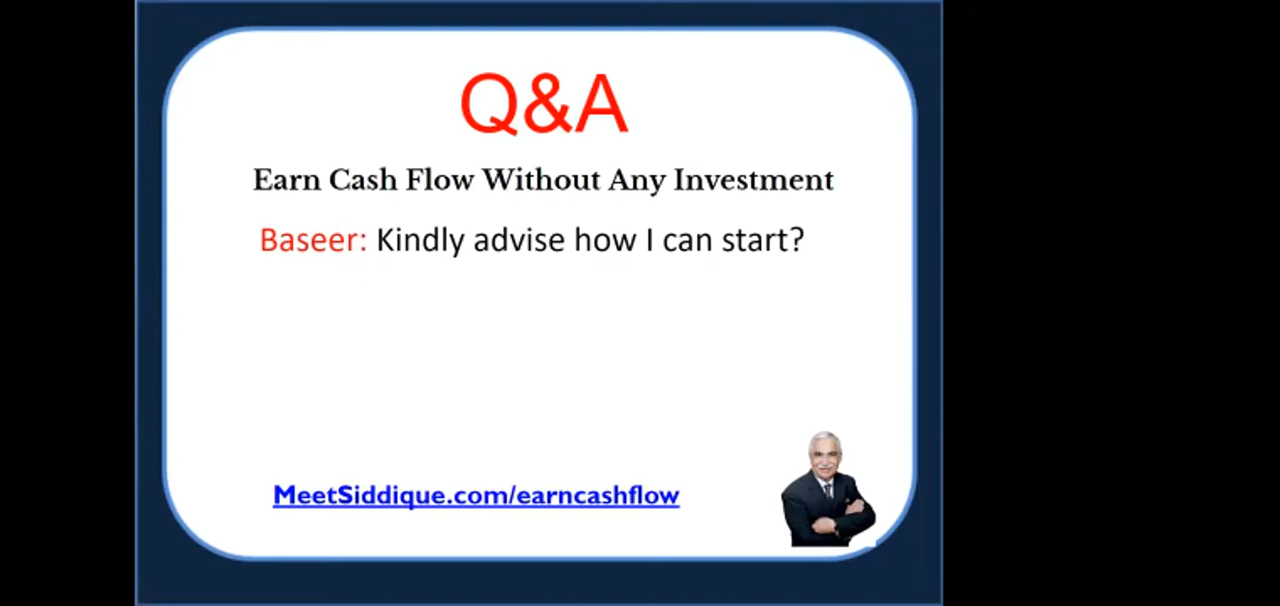 Q&A
Earn Cash Flow Without Any Investment
Baseer: Kindly advise how I can start?
MeetSiddique.com/earncashflow